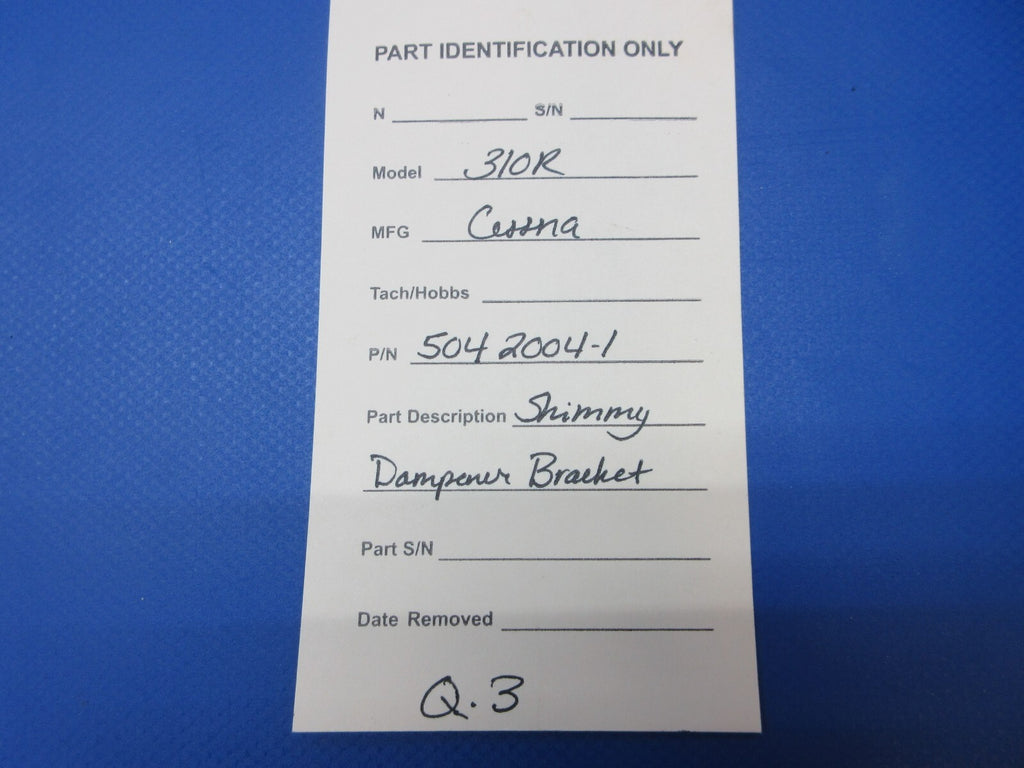 PART IDENTIFICATION ONLY
N S/N
Model 310R
MFG Cessna
Tach/Hobbs
P/N 504 2004-1
Part Description Shimmy
Dampener Bracket
Part S/N
Date Removed
Q.3